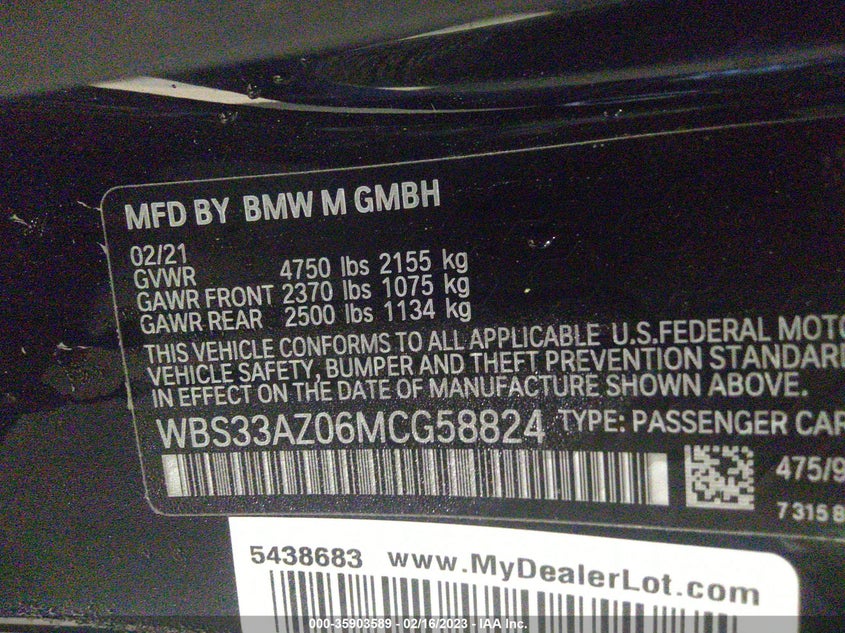 MFD BY BMW M GMBH
02/21
GVWR 4750 lbs 2155 kg
GAWR FRONT 2370 lbs 1075 kg
GAWR REAR 2500 lbs 1134 kg
THIS VEHICLE CONFORMS TO ALL APPLICABLE U.S.FEDERAL MOTO
VEHICLE SAFETY, BUMPER AND THEFT PREVENTION STANDARD
IN EFFECT ON THE DATE OF MANUFACTURE SHOWN ABOVE.
WBS33AZ06MCG58824 TYPE: PASSENGER CAR
475/9
7315 8
5438683 www.MyDealerLot.com
000-35903589 - 02/16/2023 - IAA Inc.